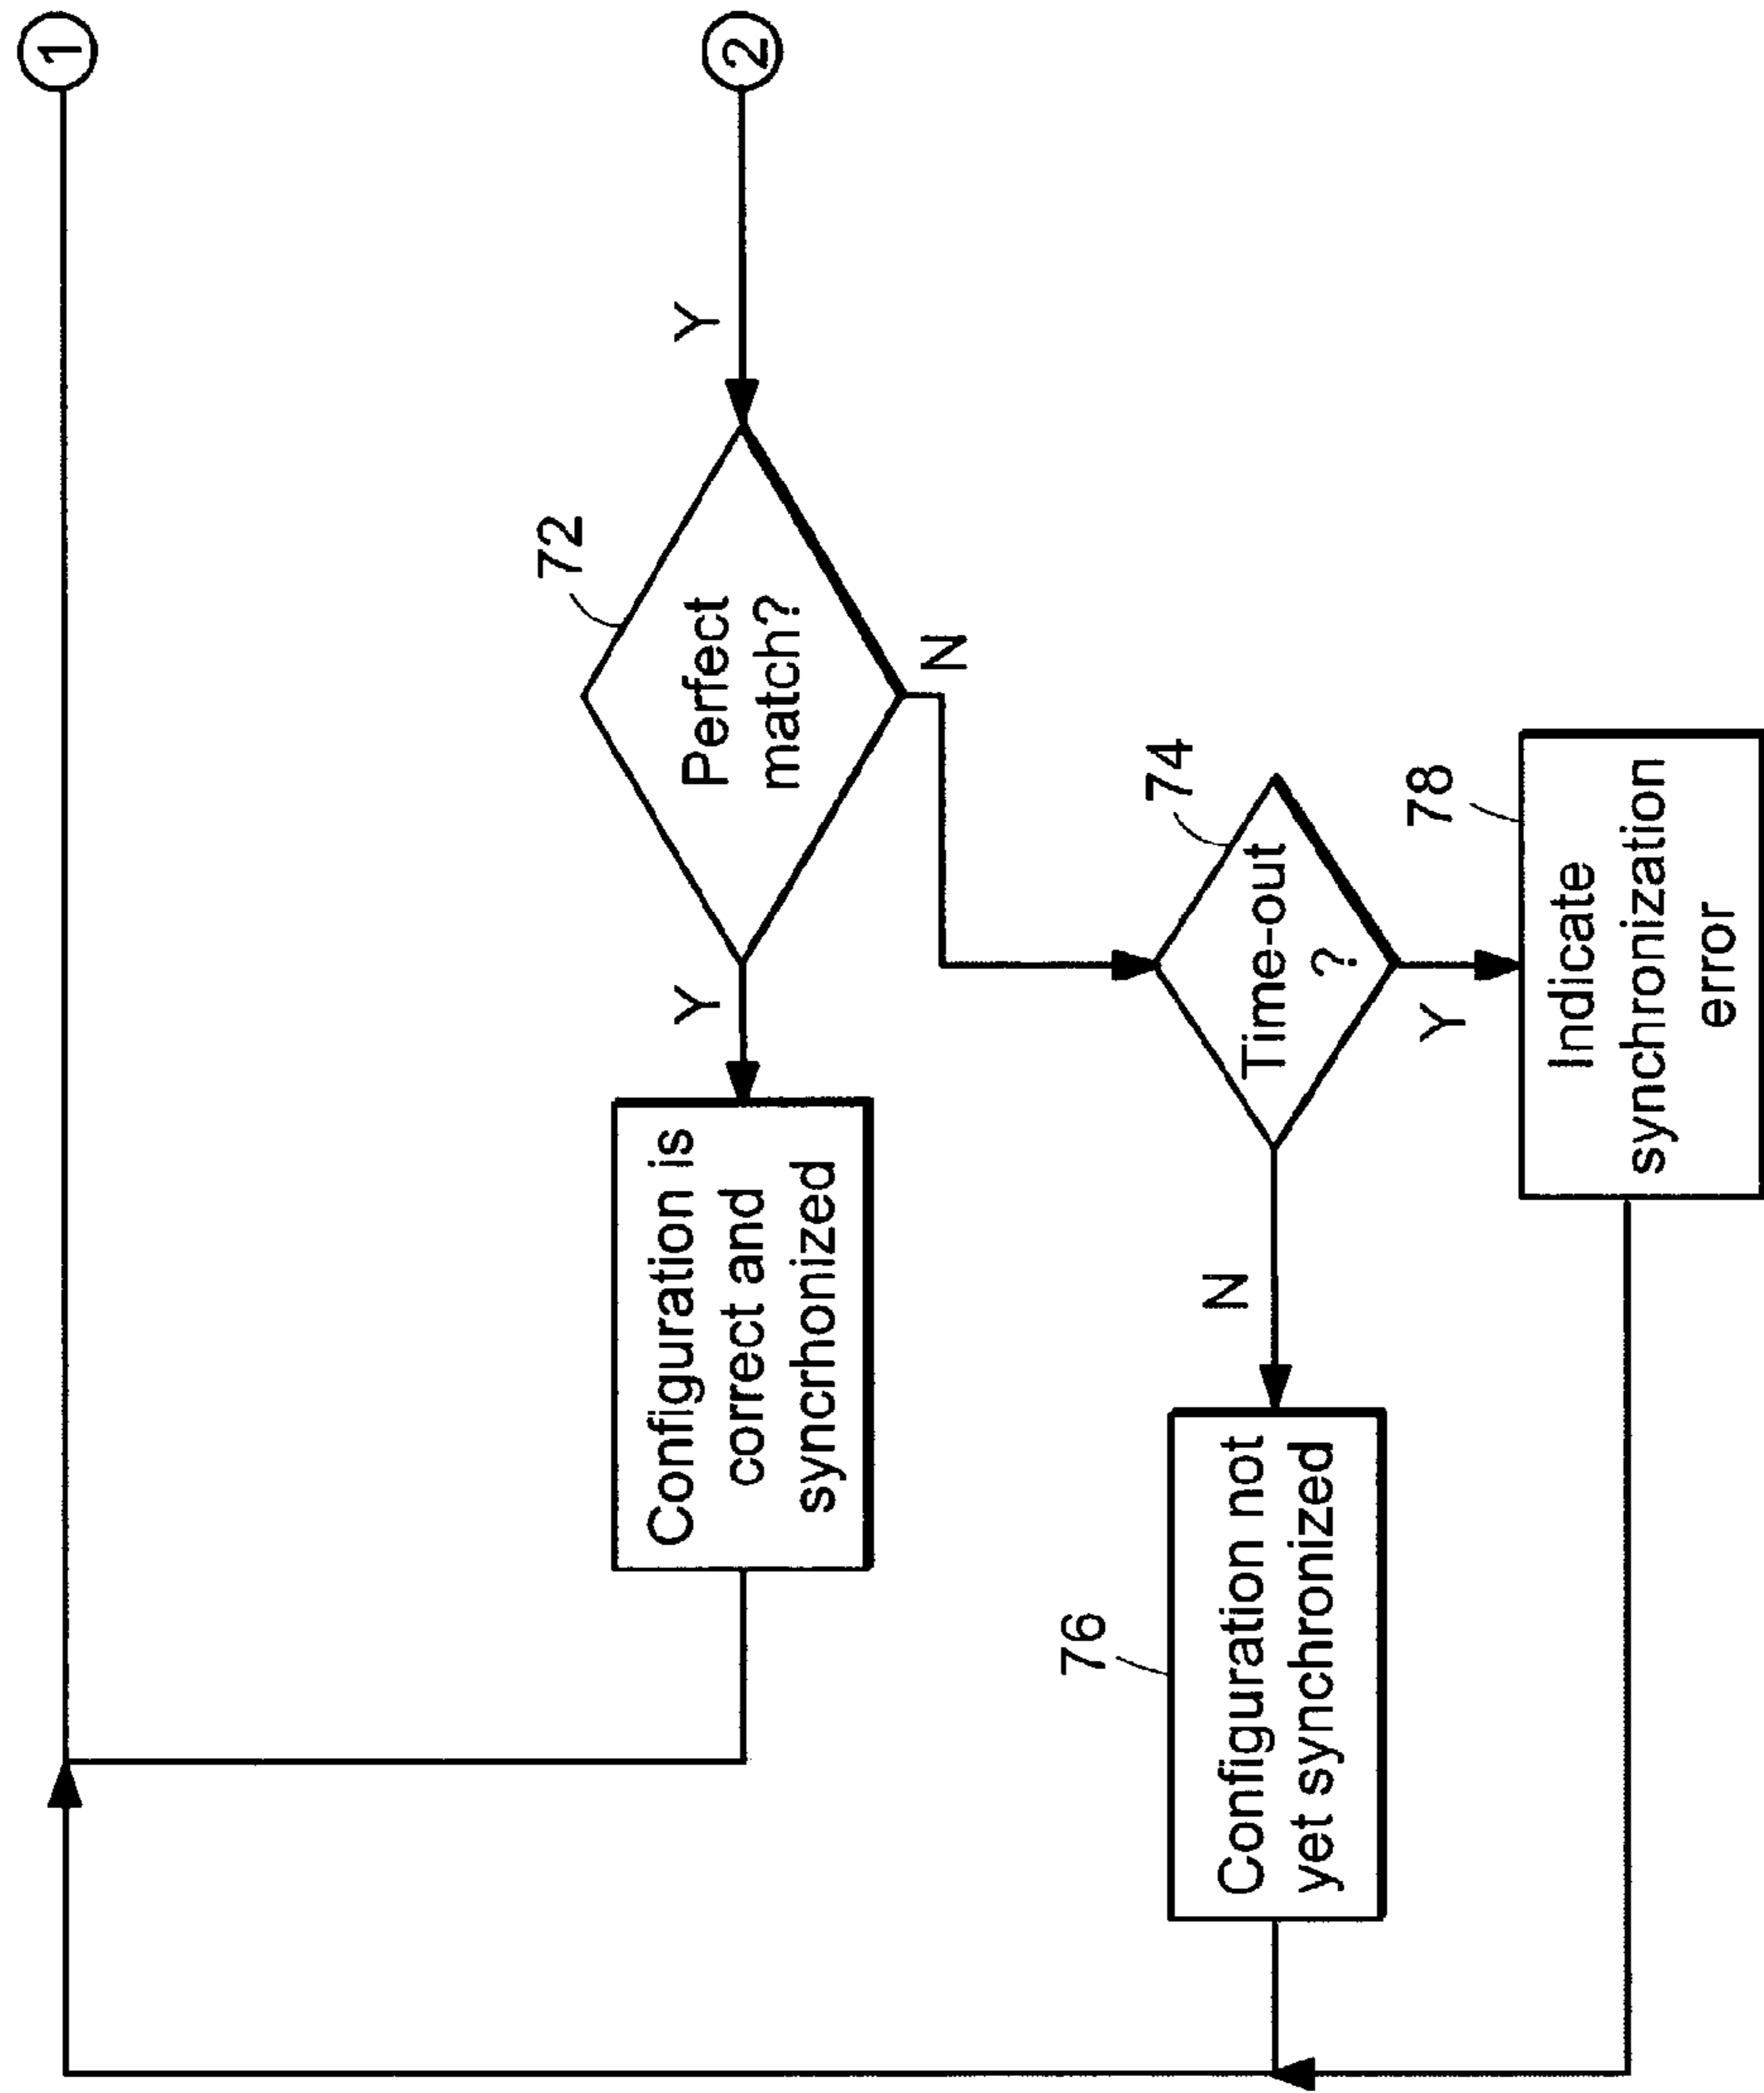 1
2
Y
72
Perfect
match?
N
Y
Configuration is
correct and
syncrhonized
74
Time-out
?
Y
N
78
Indicate
synchronization
error
76
Configuration not
yet synchronized